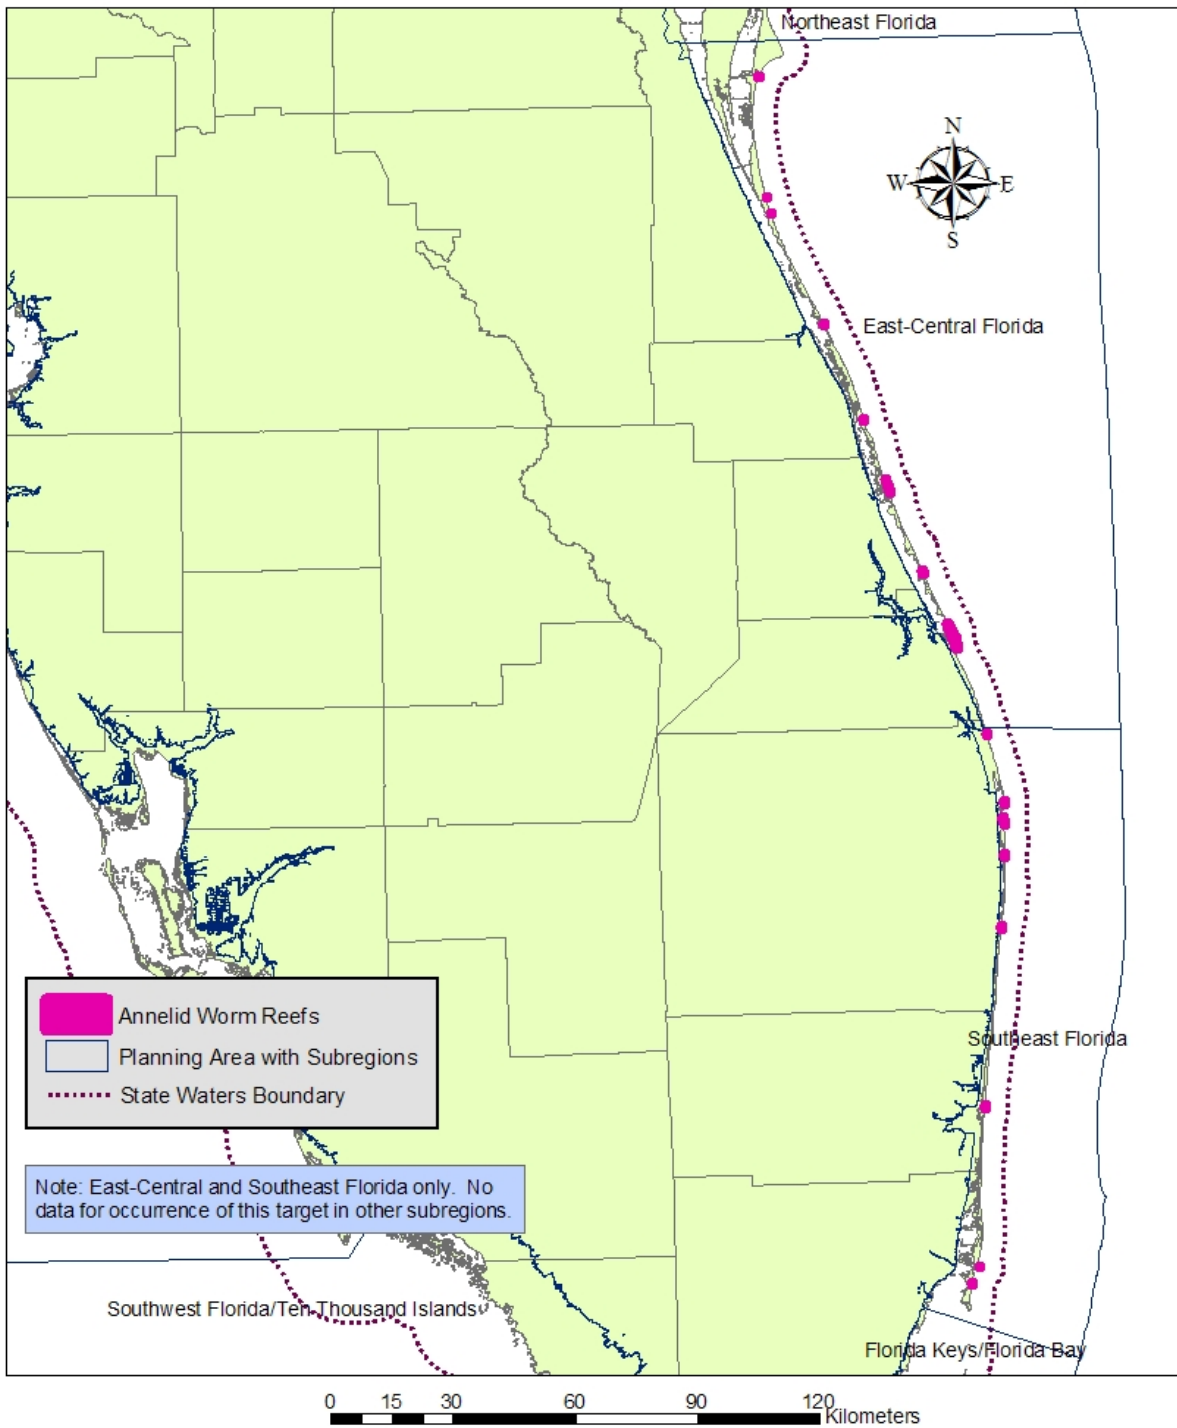 Northeast Florida
N
W
E
S
East-Central Florida
Annelid Worm Reefs
Planning Area with Subregions
State Waters Boundary
Southeast Florida
Note: East-Central and Southeast Florida only. No
data for occurrence of this target in other subregions.
Southwest Florida/Ten Thousand Islands
Florida Keys/Florida Bay
0 15 30 60 90 120
Kilometers